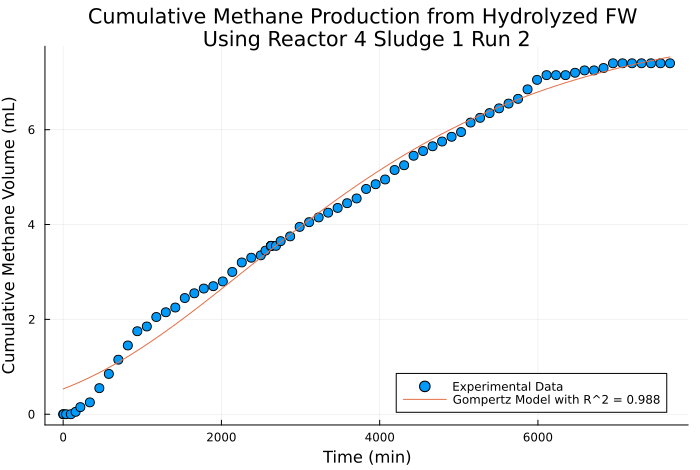 Cumulative Methane Production from Hydrolyzed FW
Using Reactor 4 Sludge 1 Run 2
Cumulative Methane Volume (mL)
6
4
2
0
0 2000 4000 6000
Time (min)
Experimental Data
Gompertz Model with R^2 = 0.988